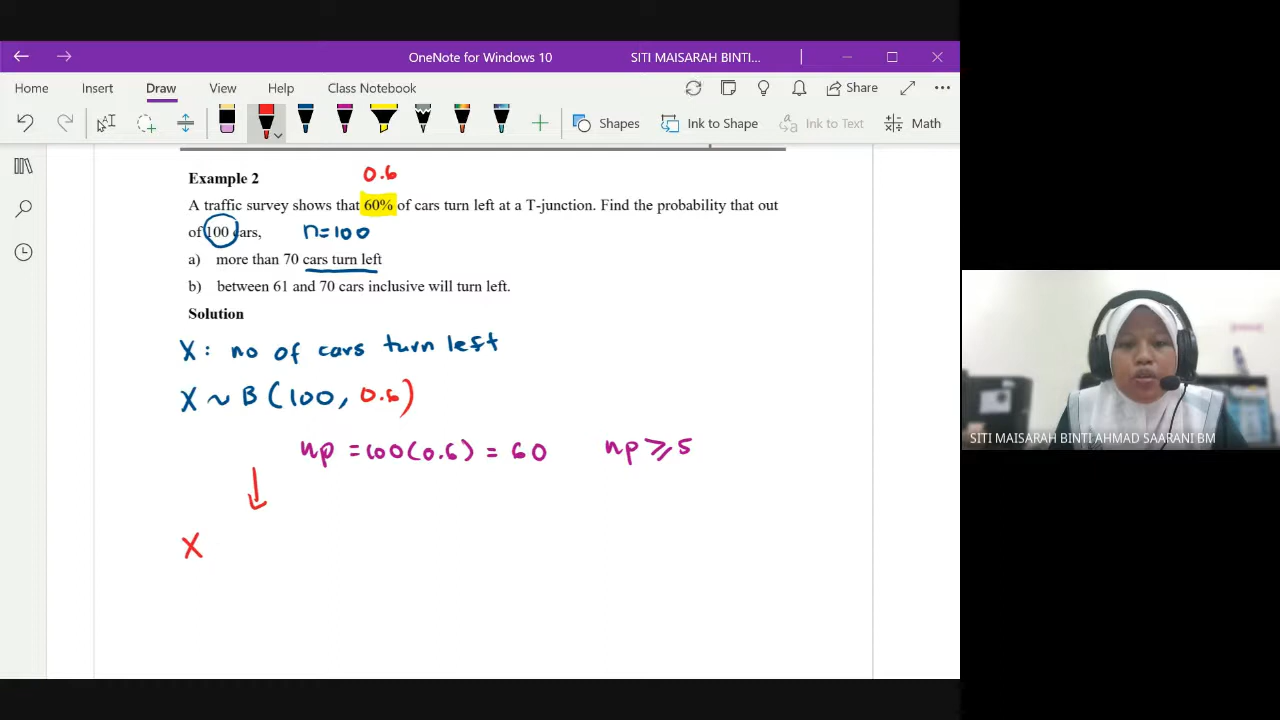 OneNote for Windows 10
SITI MAISARAH BINTI...
Home Insert Draw View Help Class Notebook
Share
Shapes Ink to Shape Ink to Text Math
0.6
Example 2
A traffic survey shows that 60% of cars turn left at a T-junction. Find the probability that out
of 100 cars, n=100
a) more than 70 cars turn left
b) between 61 and 70 cars inclusive will turn left.
Solution
X : no of cars turn left
X ~ B (100, 0.6)
np = 100(0.6) = 60 np ≥ 5
X
SITI MAISARAH BINTI AHMAD SAARANI BM